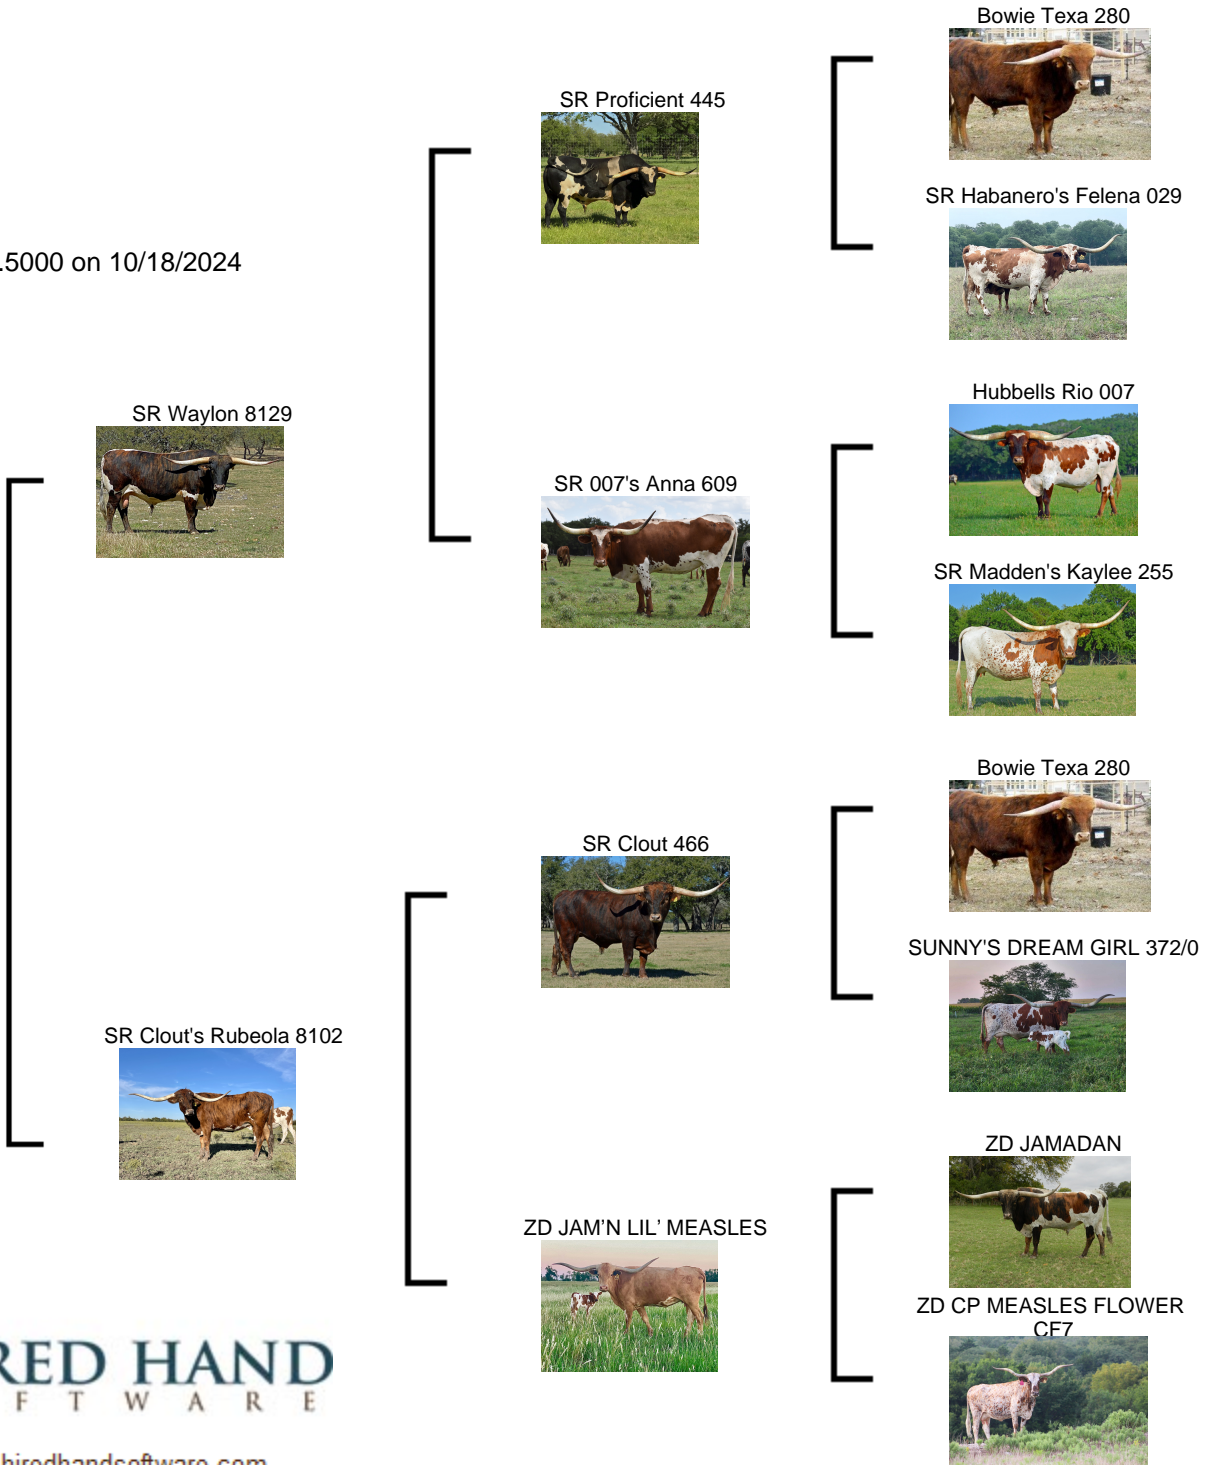 Bowie Texa 280
SR Proficient 445
SR Habanero's Felena 029
.5000 on 10/18/2024
Hubbells Rio 007
SR Waylon 8129
SR 007's Anna 609
SR Madden's Kaylee 255
Bowie Texa 280
SR Clout 466
SUNNY'S DREAM GIRL 372/0
SR Clout's Rubeola 8102
ZD JAMADAN
ZD JAM'N LIL' MEASLES
ZD CP MEASLES FLOWER
CF7
RED HAND
F T W A R E
hiredhandsoftware.com